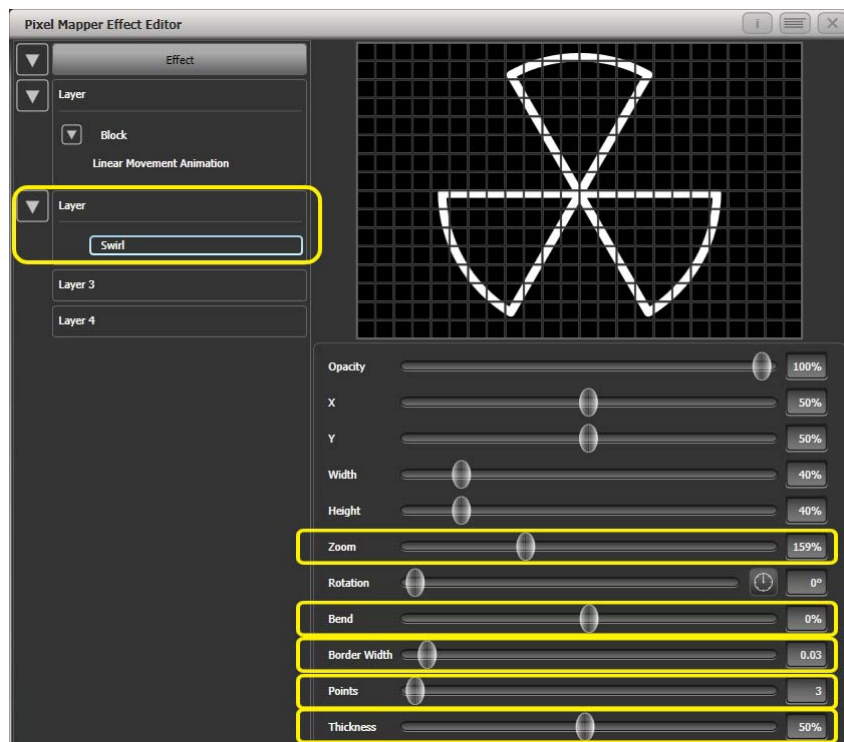 Pixel Mapper Effect Editor
i
Effect
Layer
Block
Linear Movement Animation
Layer
Swirl
Layer 3
Layer 4
Opacity 100%
X 50%
Y 50%
Width 40%
Height 40%
Zoom 159%
Rotation 0°
Bend 0%
Border Width 0.03
Points 3
Thickness 50%